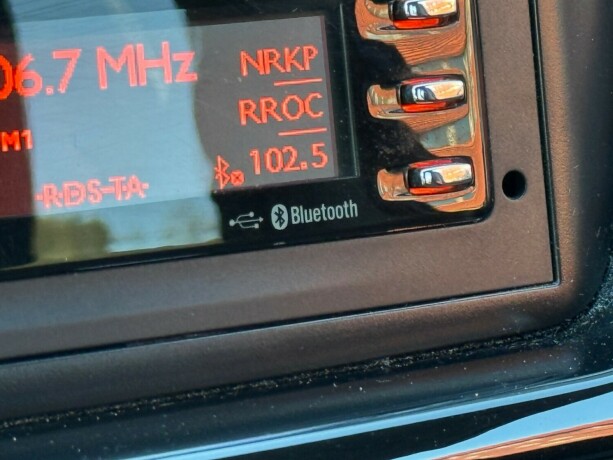 06.7 MHz
NRKP
RROC
M1
102.5
RDS-TA
Bluetooth